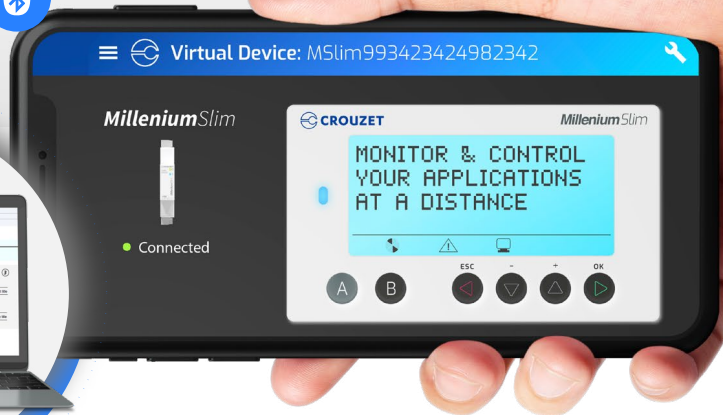 Virtual Device: MSlim993423424982342
MilleniumSlim
Connected
CROUZET
MilleniumSlim
MONITOR & CONTROL
YOUR APPLICATIONS
AT A DISTANCE
ESC - + OK
A B